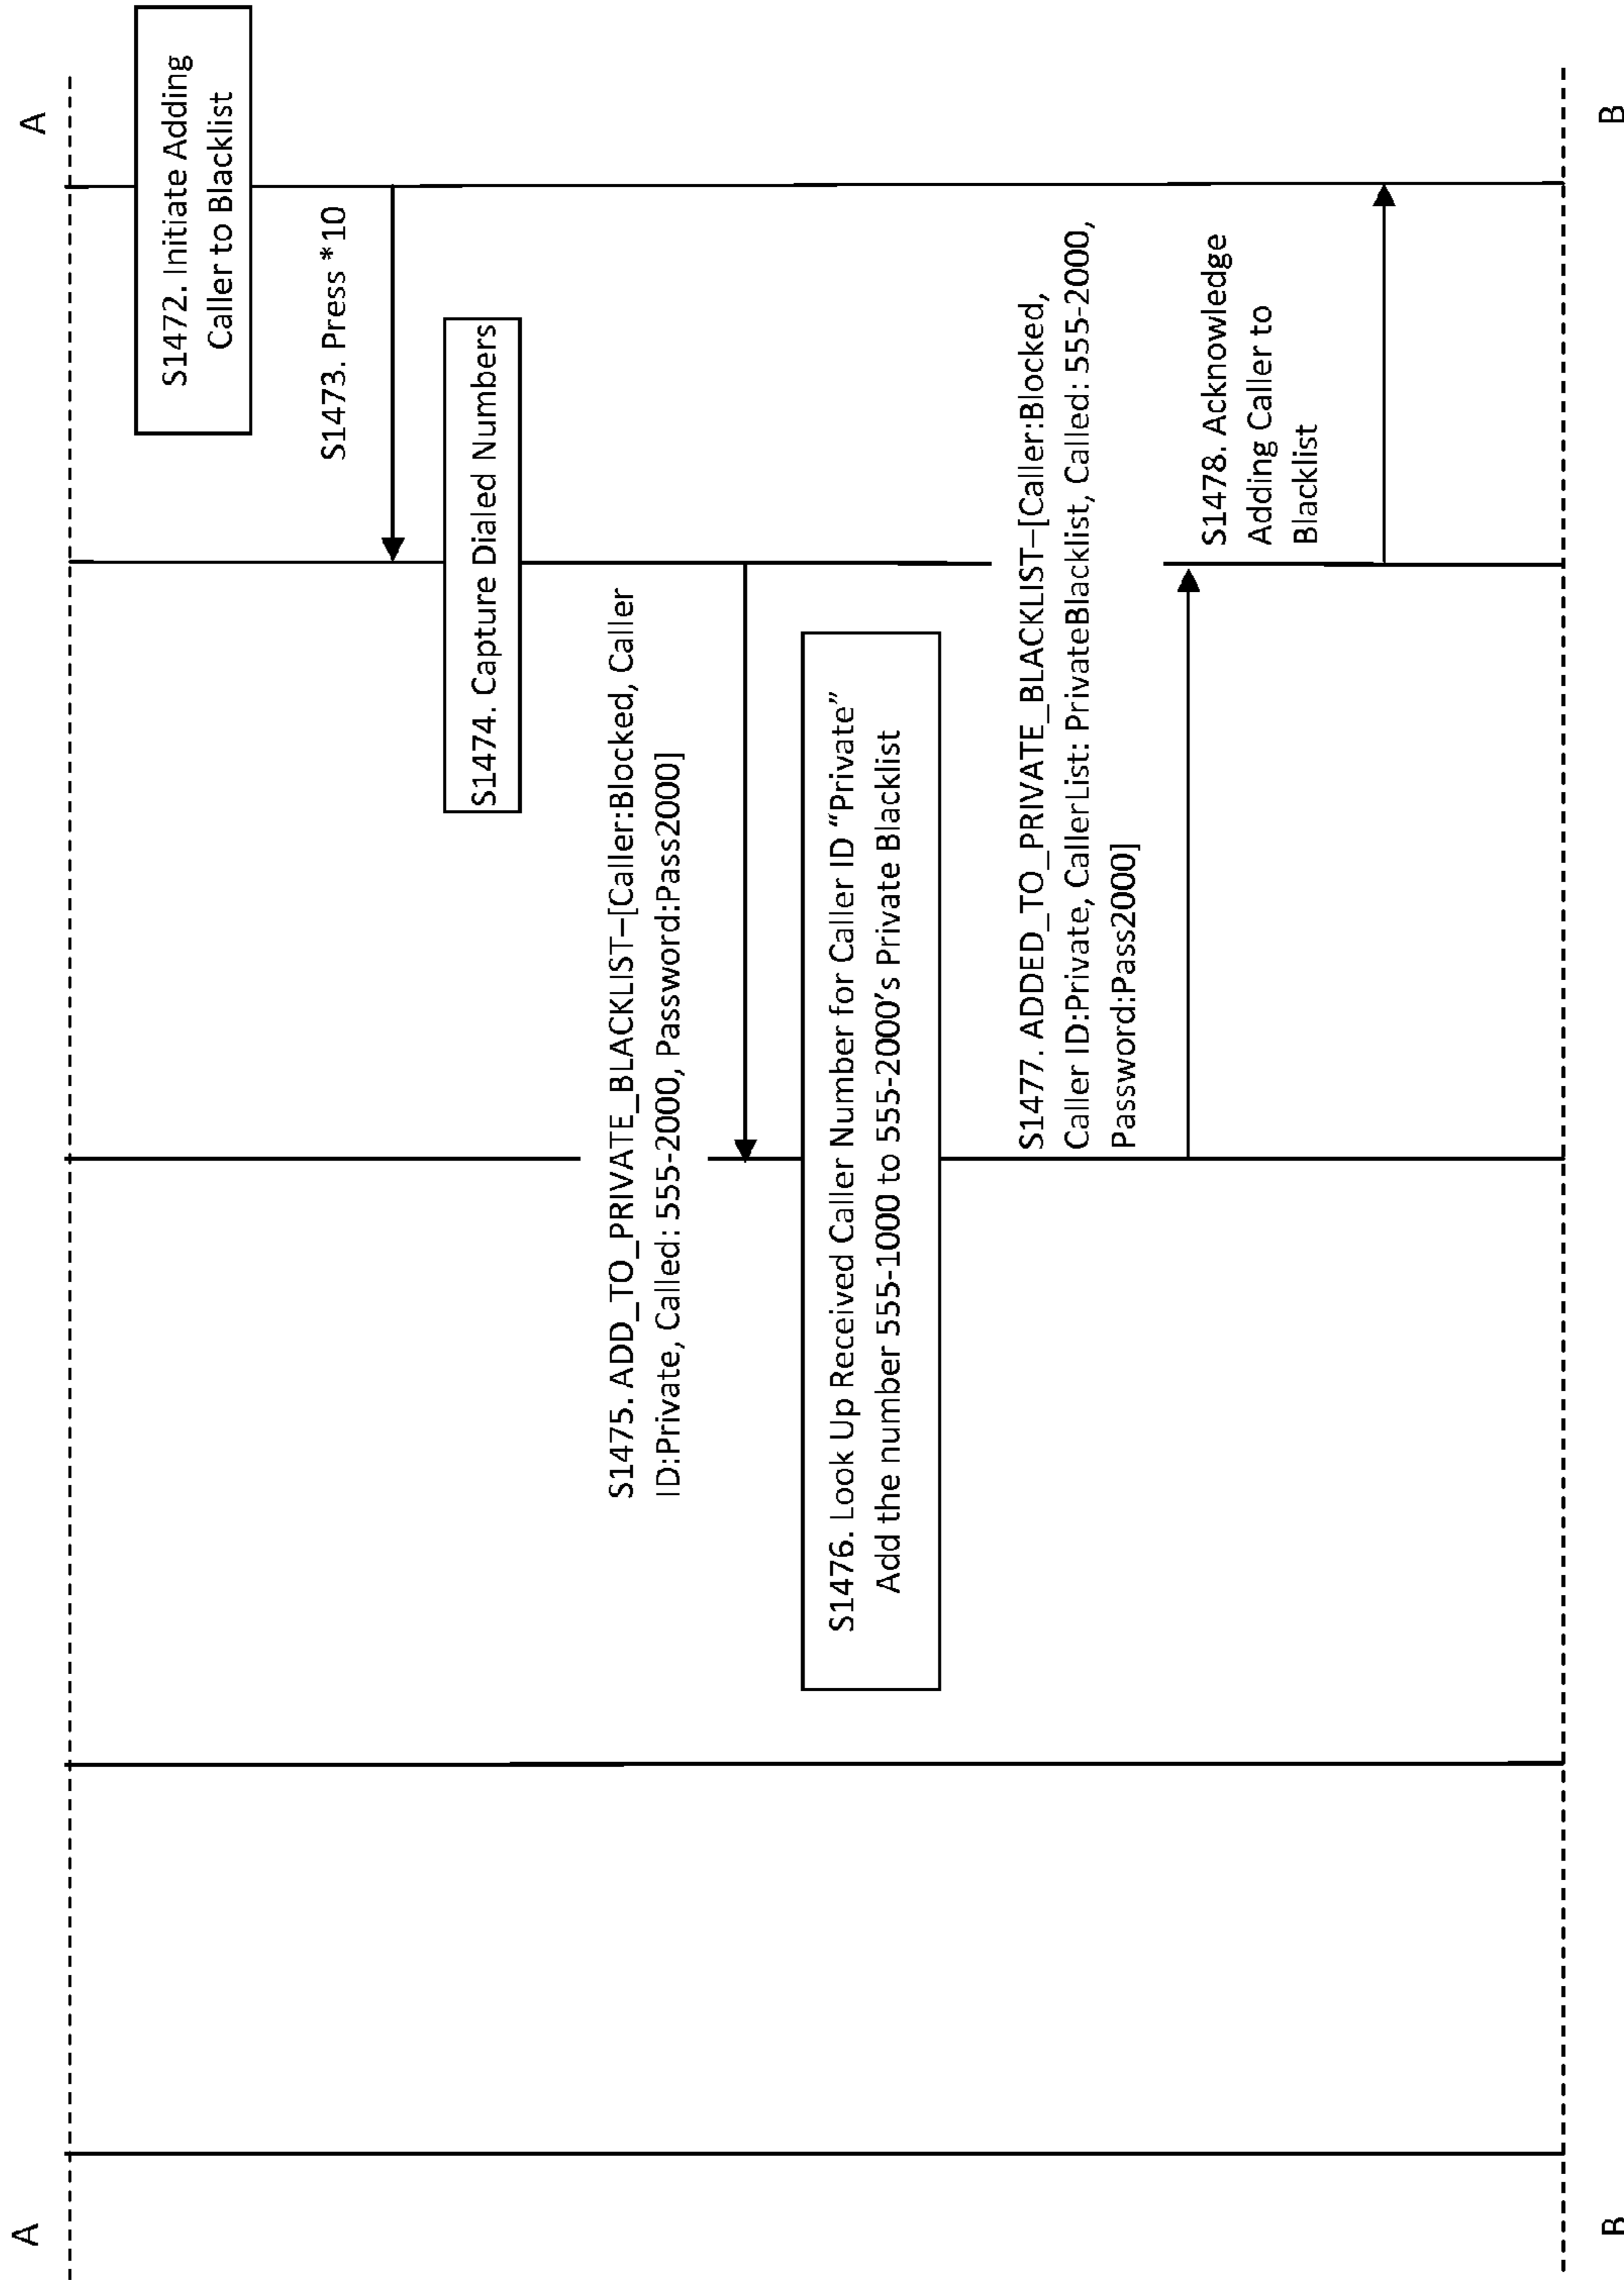 A
A
S1472. Initiate Adding
Caller to Blacklist
S1473. Press *10
S1474. Capture Dialed Numbers
S1475. ADD_TO_PRIVATE_BLACKLIST–[Caller:Blocked, Caller
ID:Private, Called: 555-2000, Password:Pass2000]
S1476. Look Up Received Caller Number for Caller ID “Private”
Add the number 555-1000 to 555-2000’s Private Blacklist
S1477. ADDED_TO_PRIVATE_BLACKLIST–[Caller:Blocked,
Caller ID:Private, CallerList: PrivateBlacklist, Called: 555-2000,
Password:Pass2000]
S1478. Acknowledge
Adding Caller to
Blacklist
B
B